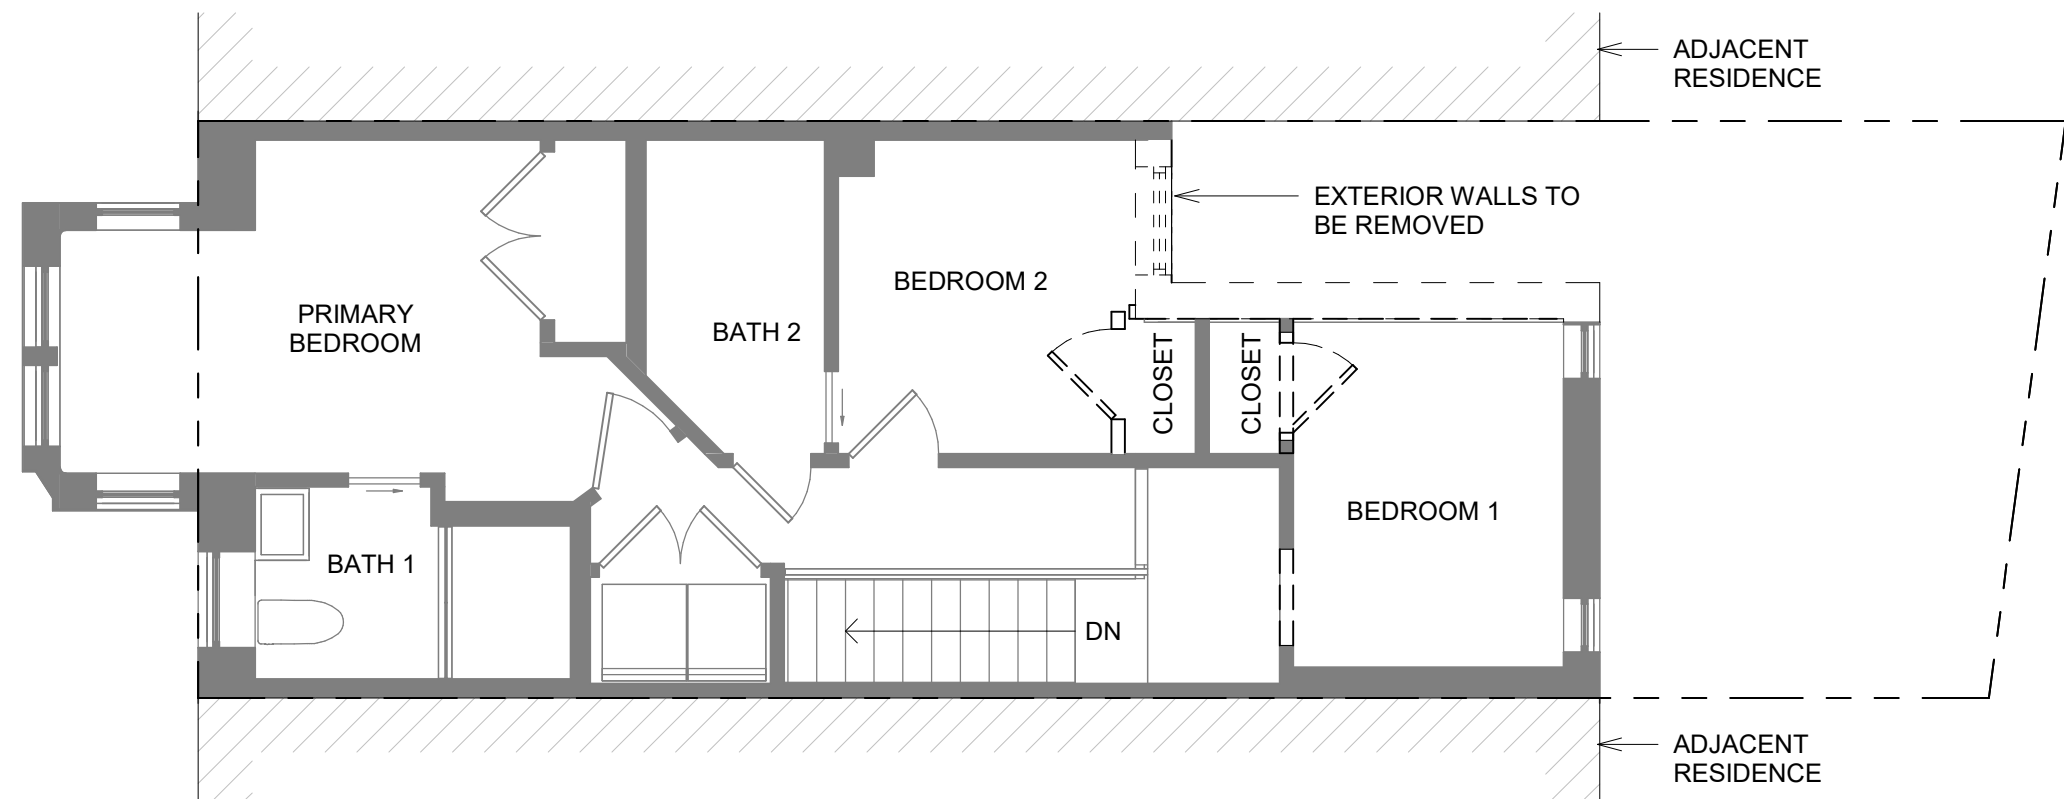 ADJACENT
RESIDENCE
EXTERIOR WALLS TO
BE REMOVED
BEDROOM 2
PRIMARY
BEDROOM
BATH 2
CLOSET
CLOSET
BEDROOM 1
BATH 1
DN
ADJACENT
RESIDENCE